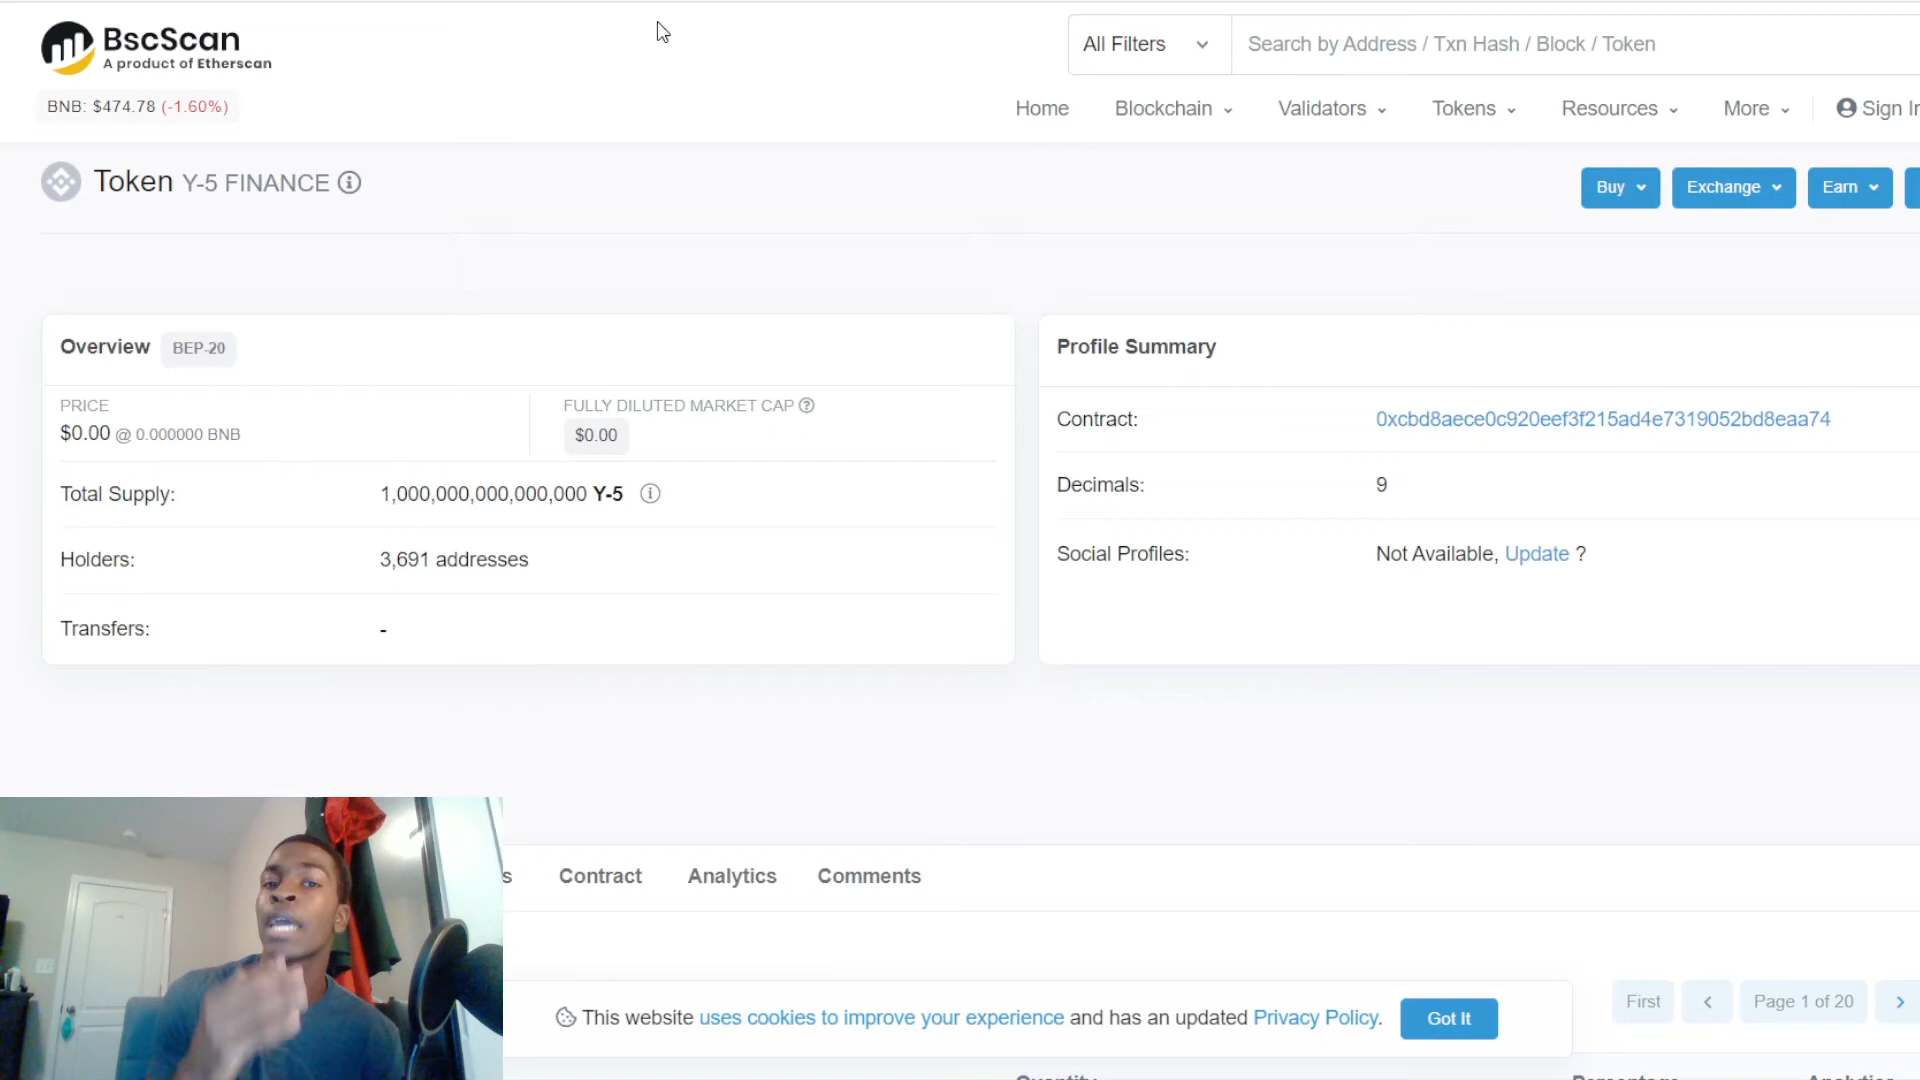 BscScan
A product of Etherscan
BNB: $474.78 (-1.60%)
All Filters
Search by Address / Txn Hash / Block / Token
Home Blockchain Validators Tokens Resources More Sign In
Token Y-5 FINANCE
Buy Exchange Earn
Overview BEP-20
PRICE
$0.00 @ 0.000000 BNB
FULLY DILUTED MARKET CAP
$0.00
Total Supply: 1,000,000,000,000,000 Y-5
Holders: 3,691 addresses
Transfers: -
Profile Summary
Contract: 0xcbd8aece0c920eef3f215ad4e7319052bd8eaa74
Decimals: 9
Social Profiles: Not Available, Update ?
s Contract Analytics Comments
First Page 1 of 20
This website uses cookies to improve your experience and has an updated Privacy Policy. Got It
Quantity Percentage Analytics